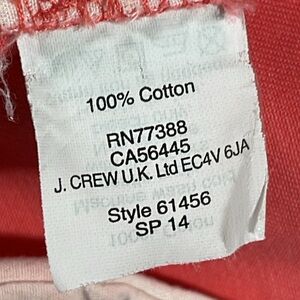 100% Cotton
RN77388
CA56445
J. CREW U.K. Ltd EC4V 6JA
Style 61456
SP 14